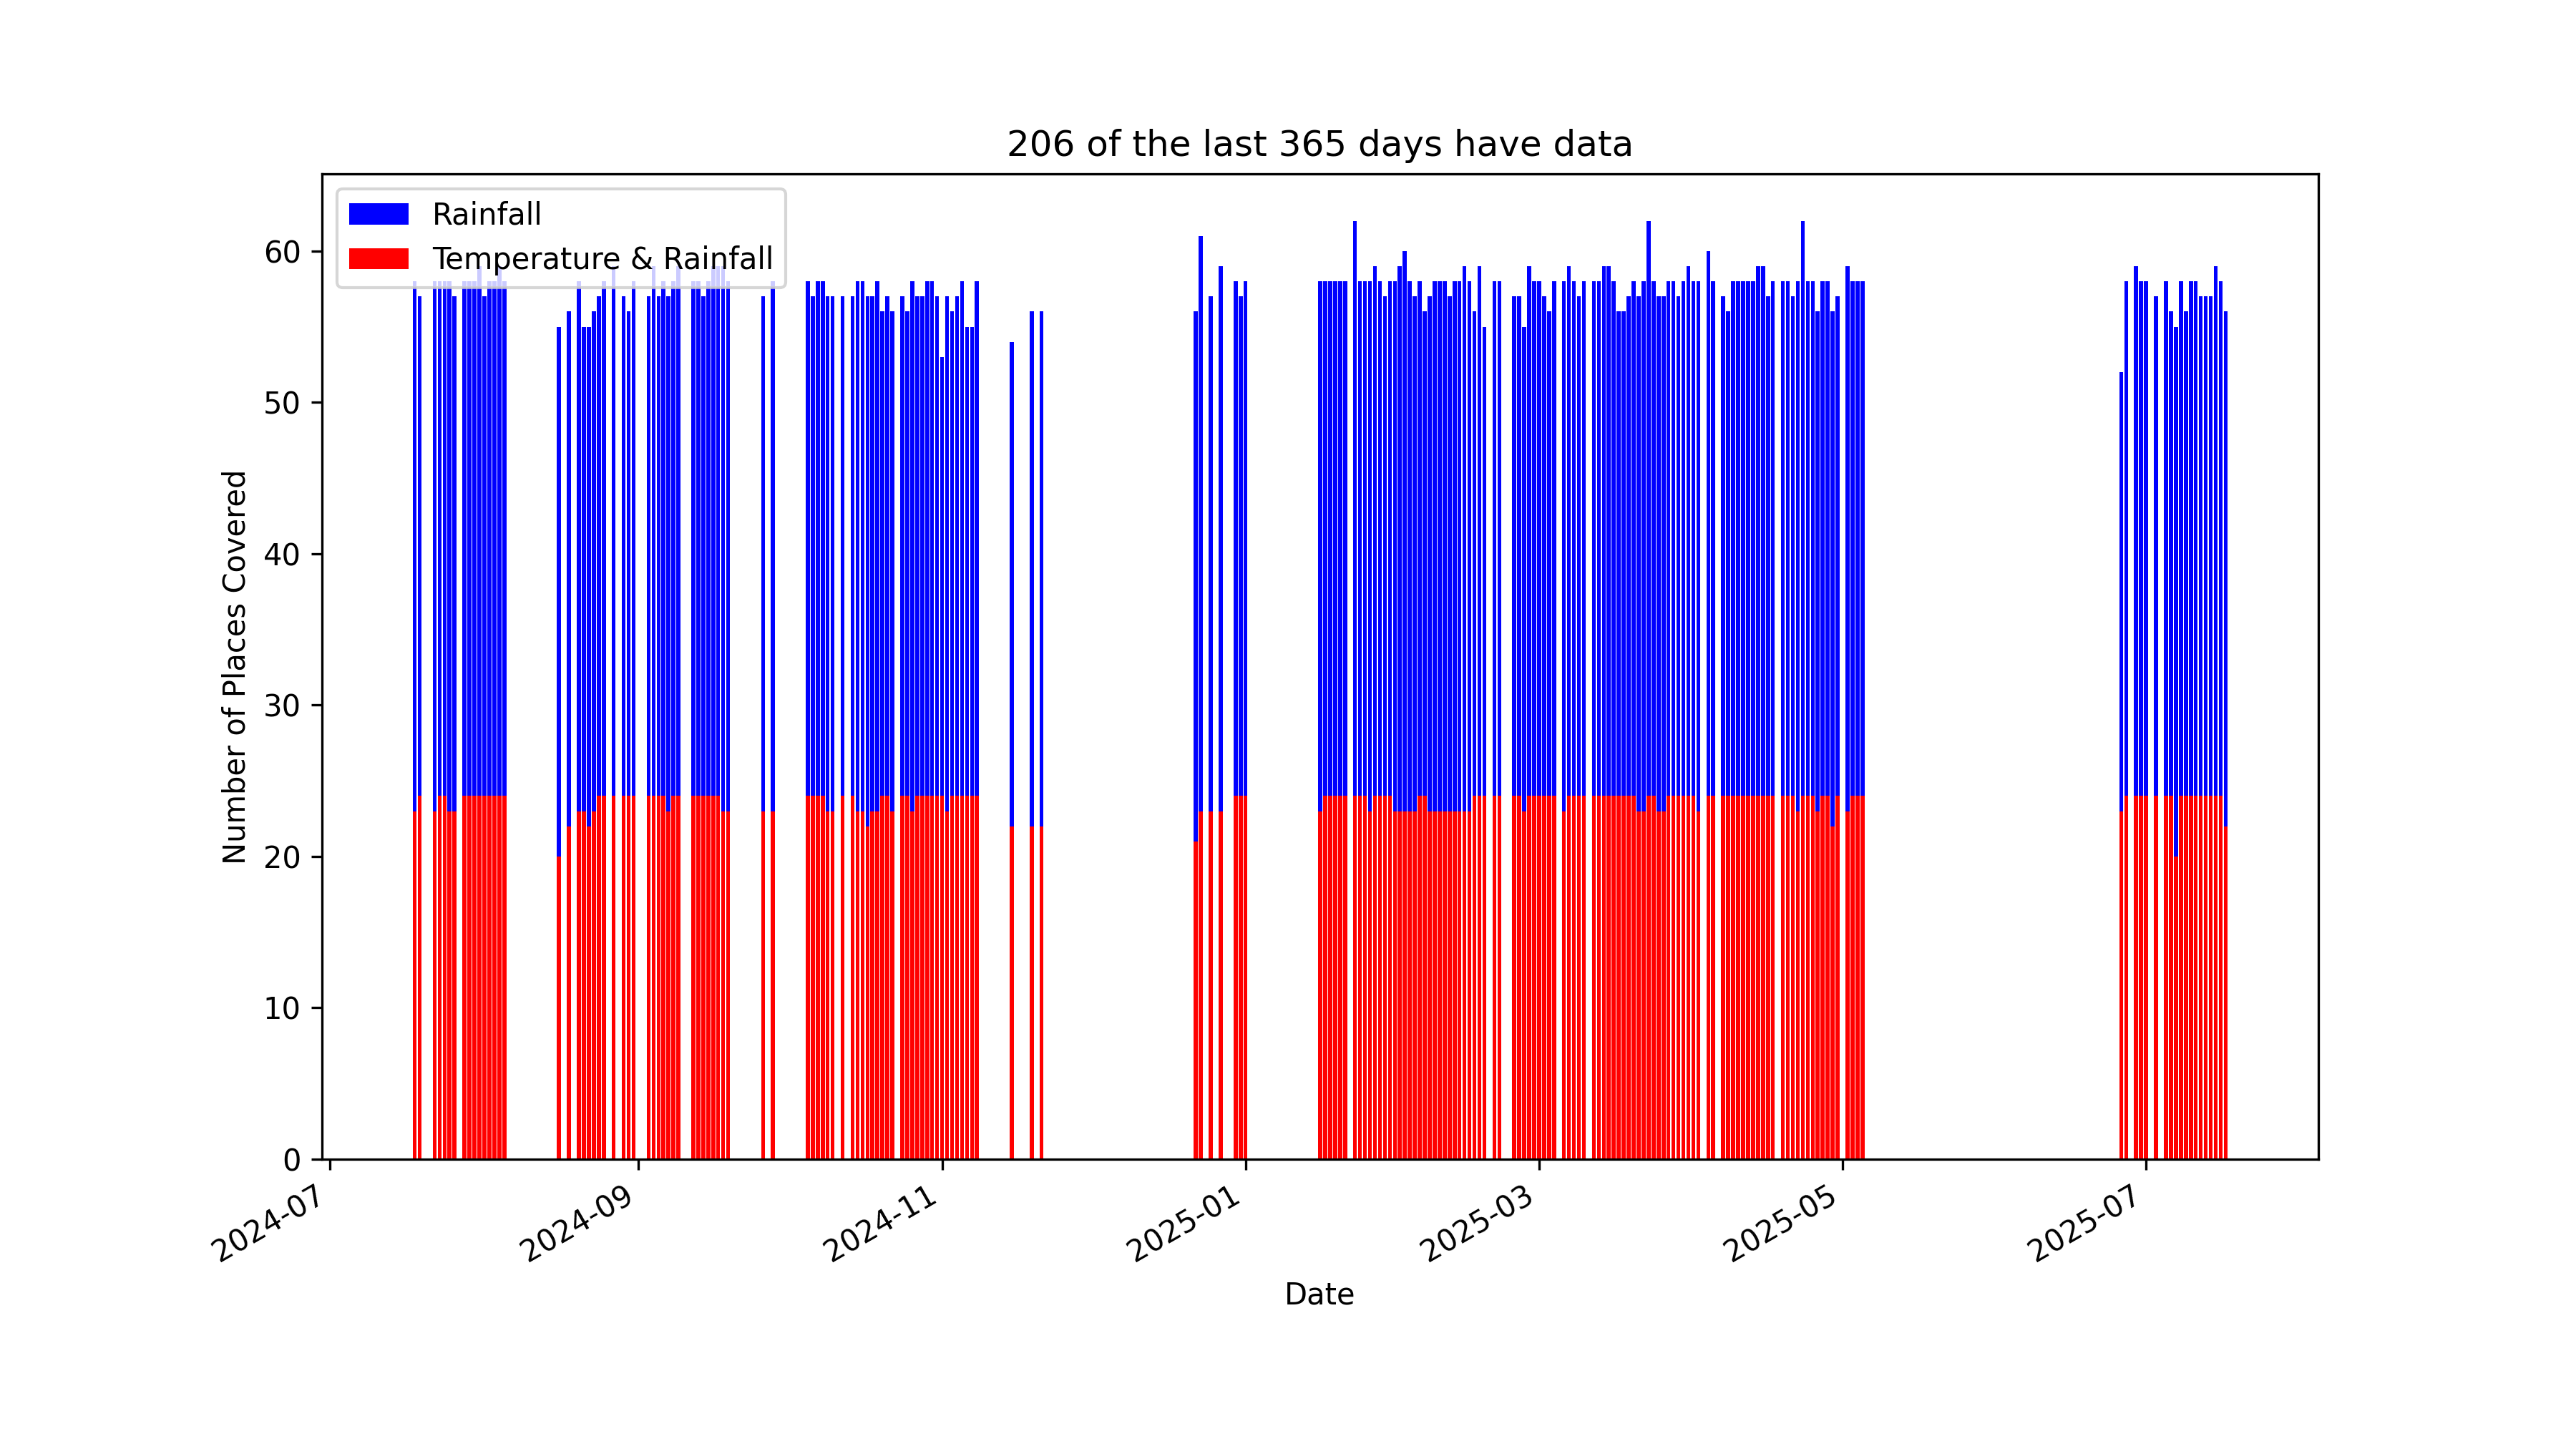 206 of the last 365 days have data
Rainfall
Temperature & Rainfall
Number of Places Covered
60
50
40
30
20
10
0
2024-07
2024-09
2024-11
2025-01
2025-03
2025-05
2025-07
Date